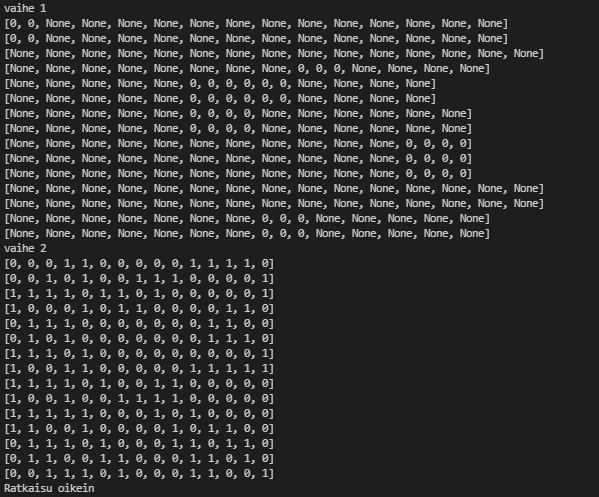 vaihe 1
[0, 0, None, None, None, None, None, None, None, None, None, None, None, None, None]
[0, 0, None, None, None, None, None, None, None, None, None, None, None, None, None]
[None, None, None, None, None, None, None, None, None, None, None, None, None, None, None]
[None, None, None, None, None, None, None, None, 0, 0, 0, None, None, None, None]
[None, None, None, None, None, 0, 0, 0, 0, 0, 0, None, None, None, None]
[None, None, None, None, None, 0, 0, 0, 0, 0, 0, None, None, None, None]
[None, None, None, None, None, 0, 0, 0, 0, None, None, None, None, None, None]
[None, None, None, None, None, 0, 0, 0, 0, None, None, None, None, None, None]
[None, None, None, None, None, None, None, None, None, None, None, 0, 0, 0, 0]
[None, None, None, None, None, None, None, None, None, None, None, 0, 0, 0, 0]
[None, None, None, None, None, None, None, None, None, None, None, 0, 0, 0, 0]
[None, None, None, None, None, None, None, None, None, None, None, None, None, None, None]
[None, None, None, None, None, None, None, None, None, None, None, None, None, None, None]
[None, None, None, None, None, None, None, 0, 0, 0, None, None, None, None, None]
[None, None, None, None, None, None, None, 0, 0, 0, None, None, None, None, None]
vaihe 2
[0, 0, 0, 1, 1, 0, 0, 0, 0, 0, 1, 1, 1, 1, 0]
[0, 0, 1, 0, 1, 0, 0, 1, 1, 1, 0, 0, 0, 0, 1]
[1, 1, 1, 1, 0, 1, 1, 0, 1, 0, 0, 0, 0, 0, 1]
[1, 0, 0, 0, 1, 0, 1, 1, 0, 0, 0, 0, 1, 1, 0]
[0, 1, 1, 1, 0, 0, 0, 0, 0, 0, 0, 1, 1, 0, 0]
[0, 1, 0, 1, 0, 0, 0, 0, 0, 0, 0, 1, 1, 1, 0]
[1, 1, 1, 0, 1, 0, 0, 0, 0, 0, 0, 0, 0, 0, 1]
[1, 0, 0, 1, 1, 0, 0, 0, 0, 0, 1, 1, 1, 1, 1]
[1, 1, 1, 1, 0, 1, 0, 0, 1, 1, 0, 0, 0, 0, 0]
[1, 0, 0, 1, 0, 0, 1, 1, 1, 1, 0, 0, 0, 0, 0]
[1, 1, 1, 1, 1, 0, 0, 0, 1, 0, 1, 0, 0, 0, 0]
[1, 1, 0, 0, 1, 0, 0, 0, 0, 1, 0, 1, 1, 0, 0]
[0, 1, 1, 1, 0, 1, 0, 0, 0, 1, 1, 0, 1, 1, 0]
[0, 1, 1, 0, 0, 1, 1, 0, 0, 0, 1, 1, 0, 1, 0]
[0, 0, 1, 1, 1, 0, 1, 0, 0, 0, 1, 1, 0, 0, 1]
Ratkaisu oikein